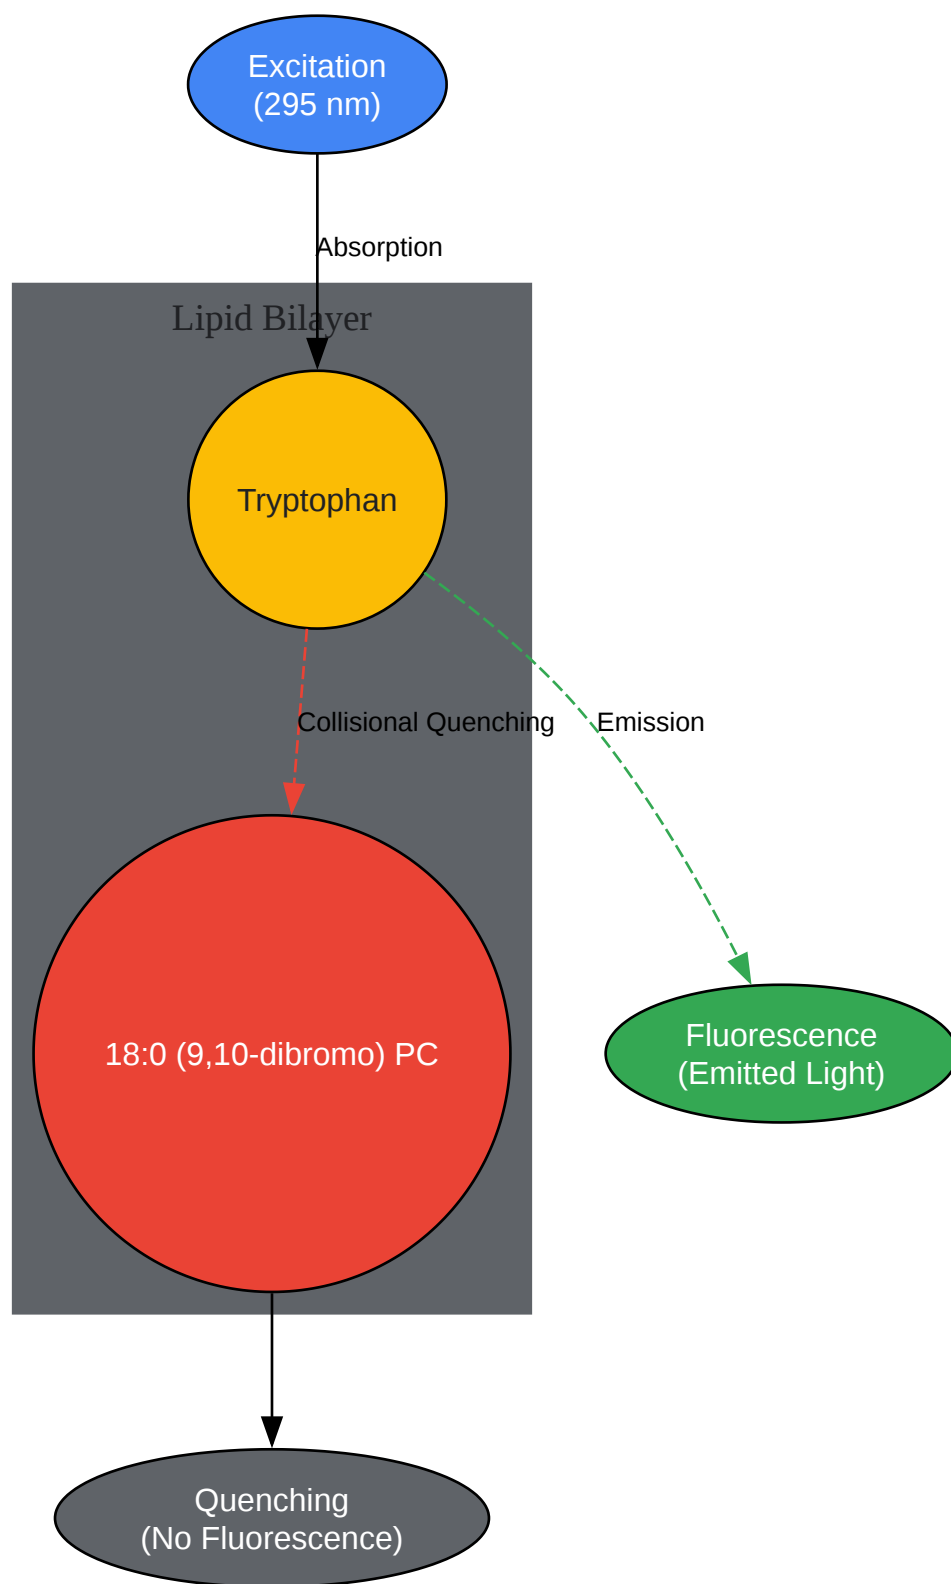 Excitation
(295 nm)
Absorption
Lipid Bilayer
Tryptophan
Collisional Quenching
Emission
18:0 (9,10-dibromo) PC
Fluorescence
(Emitted Light)
Quenching
(No Fluorescence)